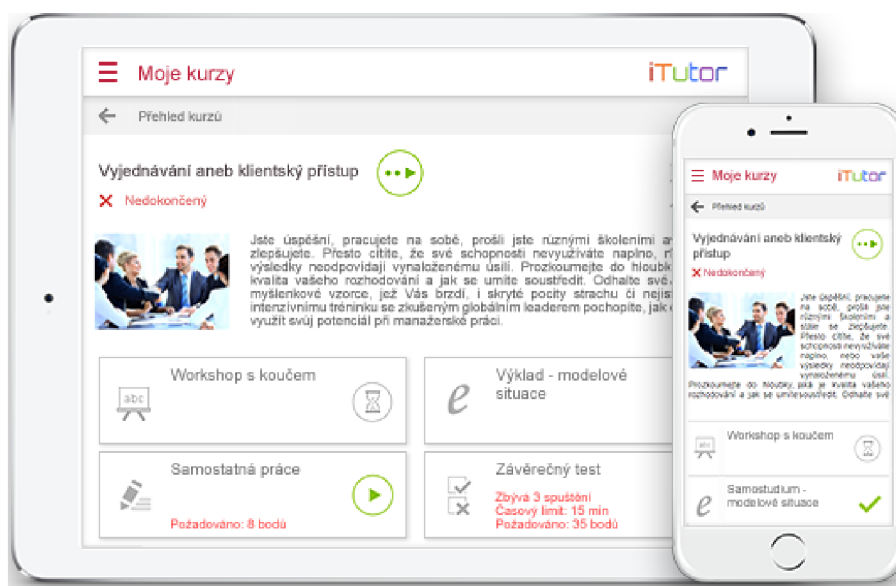 Moje kurzy
iTutor
Přehled kurzů
Vyjednávání aneb klientský přístup
Nedokončený
Jste úspěšní, pracujete na sobě, prošli jste různými školeními a
zlepšujete. Přesto cítíte, že své schopnosti nevyužíváte naplno,
výsledky neodpovídají vynaloženému úsilí. Prozkoumejte do hloubky
kvalita vašeho rozhodování a jak se umíte soustředit. Odhalte své
myšlenkové vzorce, jež Vás brzdí, i skryté pocity strachu či
intenzivnímu tréninku se zkušeným globálním leaderem pochopíte, jak
využít svůj potenciál při manažerské práci.
Workshop s koučem
abc
Výklad - modelové
situace
e
Samostatná práce
Požadováno: 8 bodů
Závěrečný test
Zbývá 3 spuštění
Časový limit: 15 min
Požadováno: 35 bodů
Moje kurzy
iTutor
Přehled kurzů
Vyjednávání aneb klientský
přístup
Nedokončený
Jste úspěšní, pracujete
na sobě, prošli jste
různými školeními a
stále se zlepšujete.
Přesto cítíte, že své
schopnosti nevyužíváte
naplno, nebo vaše
výsledky neodpovídají
vynaloženému úsilí.
Prozkoumejte do hloubky, jaká je kvalita vašeho
rozhodování a jak se umíte soustředit. Odhalte své
Workshop s koučem
abc
Samostudium -
modelové situace
e